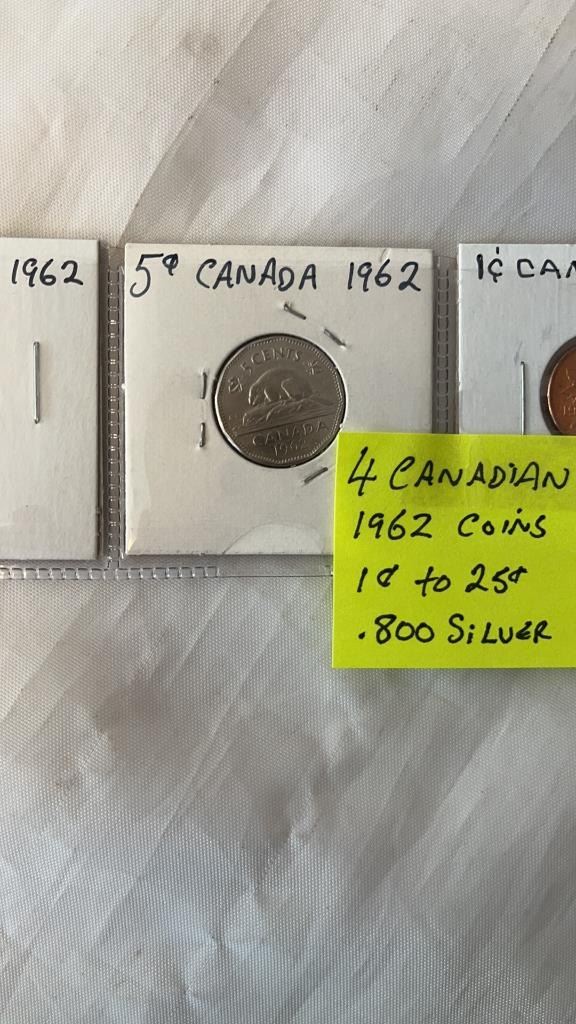 1962
5¢ CANADA 1962
1¢ CAN
5 CENTS
CANADA
1962
4 CANADIAN
1962 COINS
1¢ to 25¢
.800 SiLVER